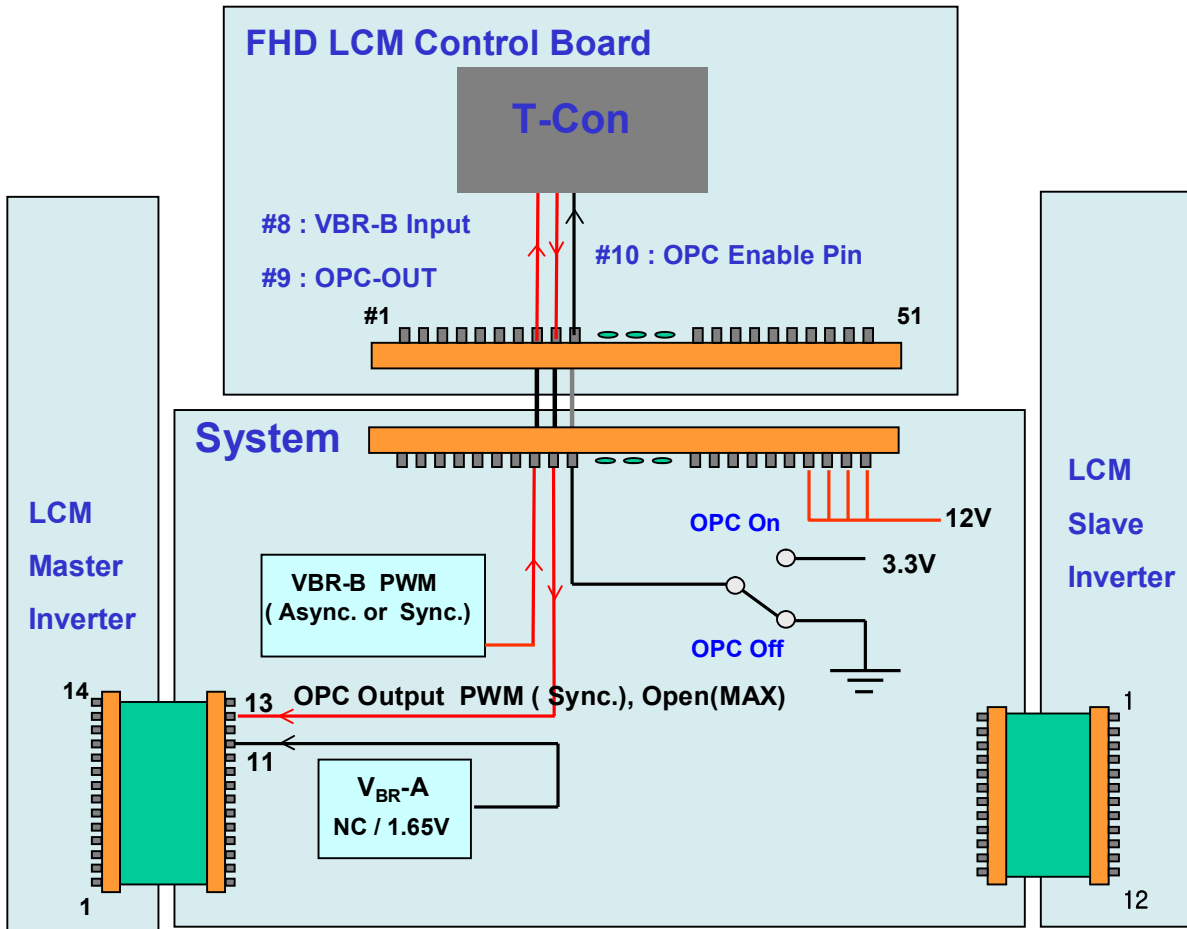 FHD LCM Control Board
T-Con
#8 : VBR-B Input
#9 : OPC-OUT
#10 : OPC Enable Pin
#1
51
System
LCM
Master
Inverter
LCM
Slave
Inverter
OPC On
12V
3.3V
VBR-B PWM
( Async. or Sync.)
OPC Off
14
13
OPC Output PWM ( Sync.), Open(MAX)
11
VBR-A
NC / 1.65V
1
1
12